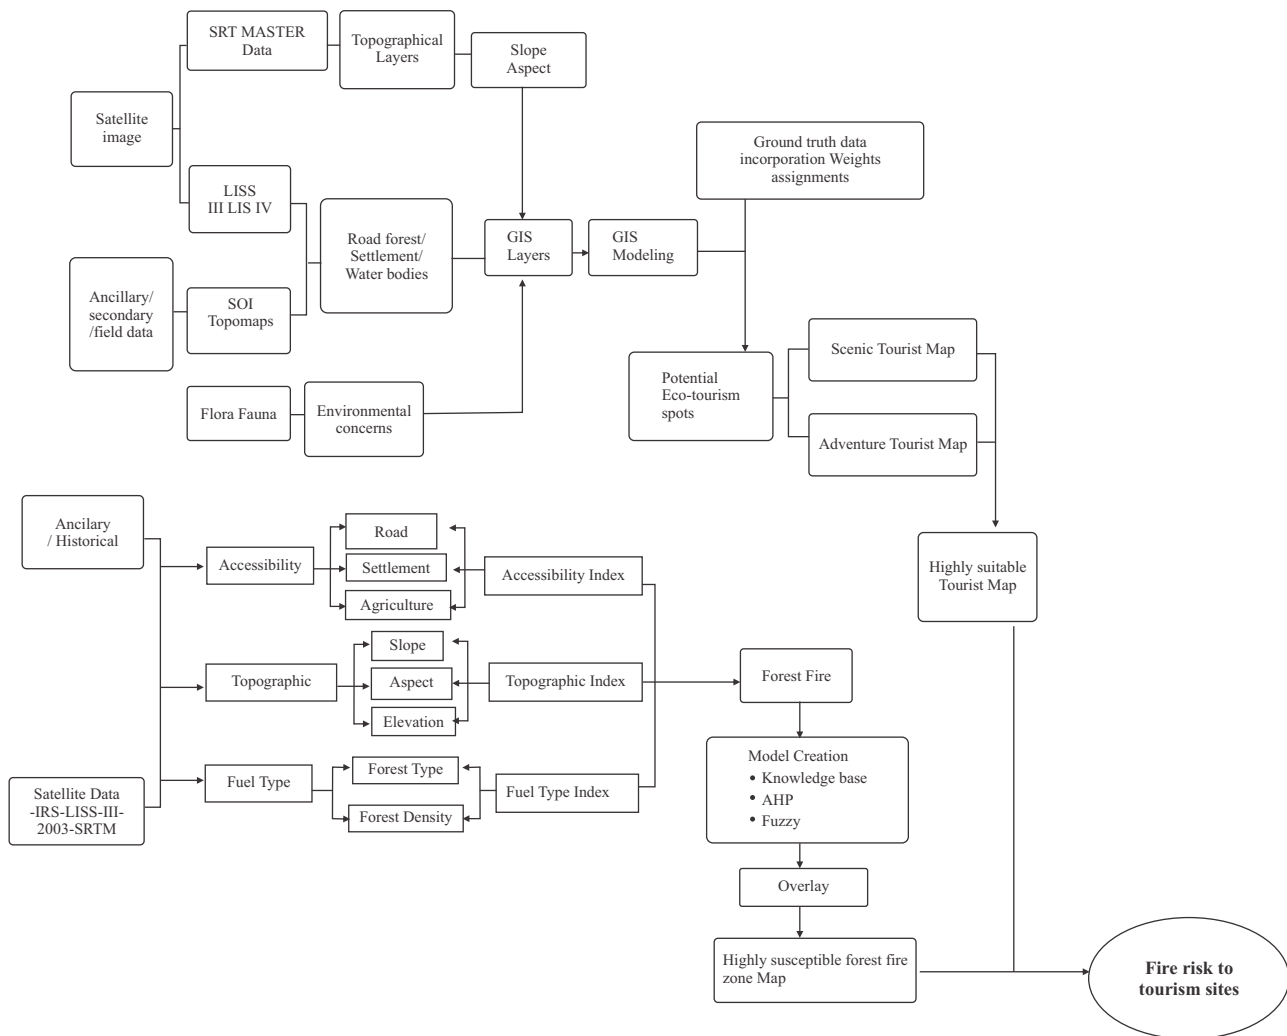 SRT MASTER
Data
Topographical
Layers
Slope
Aspect
Satellite
image
Ground truth data
incorporation Weights
assignments
LISS
III LIS IV
Road forest/
Settlement/
Water bodies
GIS
Layers
GIS
Modeling
Ancillary/
secondary
/field data
SOI
Topomaps
Scenic Tourist Map
Potential
Eco-tourism
spots
Flora Fauna
Environmental
concerns
Adventure Tourist Map
Ancilary
/ Historical
Road
Accessibility
Settlement
Accessibility Index
Agriculture
Highly suitable
Tourist Map
Slope
Topographic
Aspect
Topographic Index
Forest Fire
Elevation
Model Creation
• Knowledge base
• AHP
• Fuzzy
Fuel Type
Forest Type
Fuel Type Index
Forest Density
Satellite Data
-IRS-LISS-III-
2003-SRTM
Overlay
Highly susceptible forest fire
zone Map
Fire risk to
tourism sites